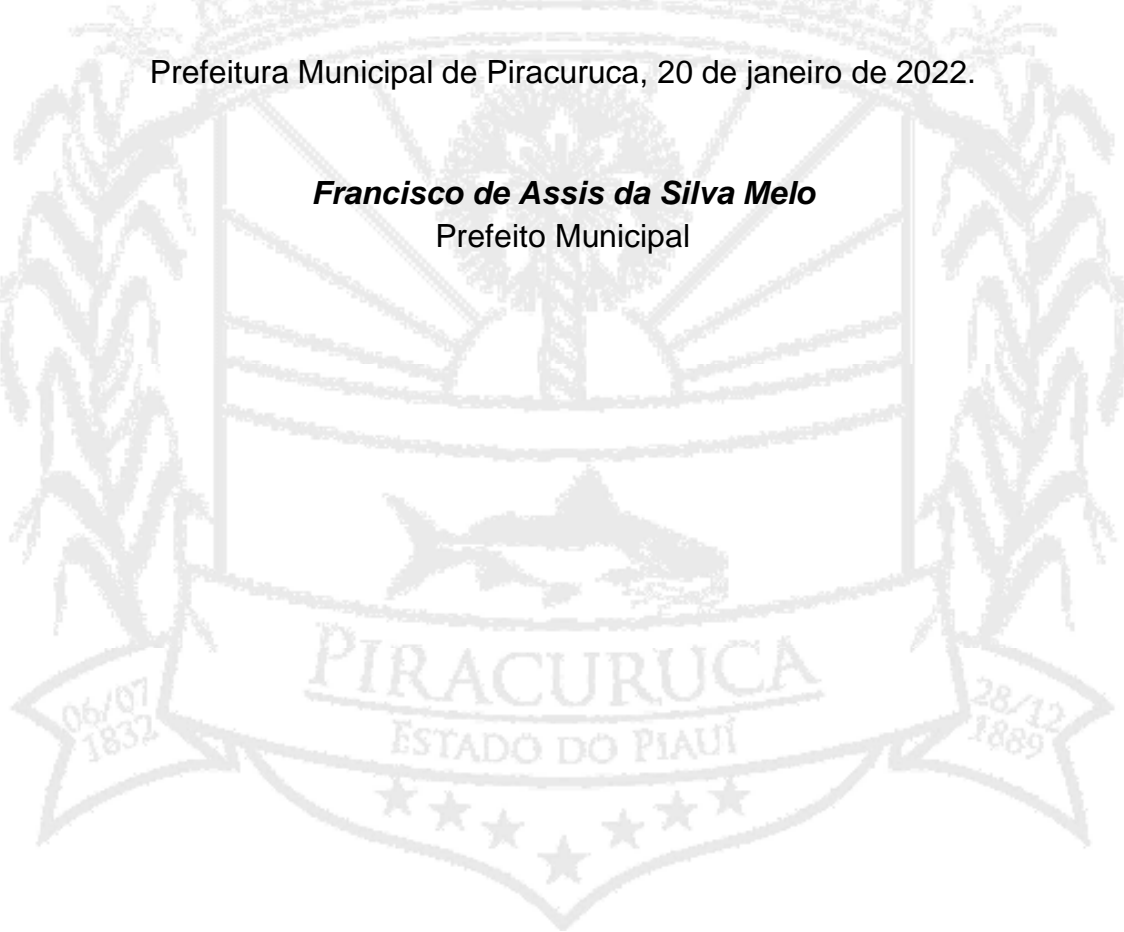 Prefeitura Municipal de Piracuruca, 20 de janeiro de 2022.
Francisco de Assis da Silva Melo
Prefeito Municipal
PIRACURUCA
ESTADO DO PIAUÍ
06/07
1832
28/12
1889